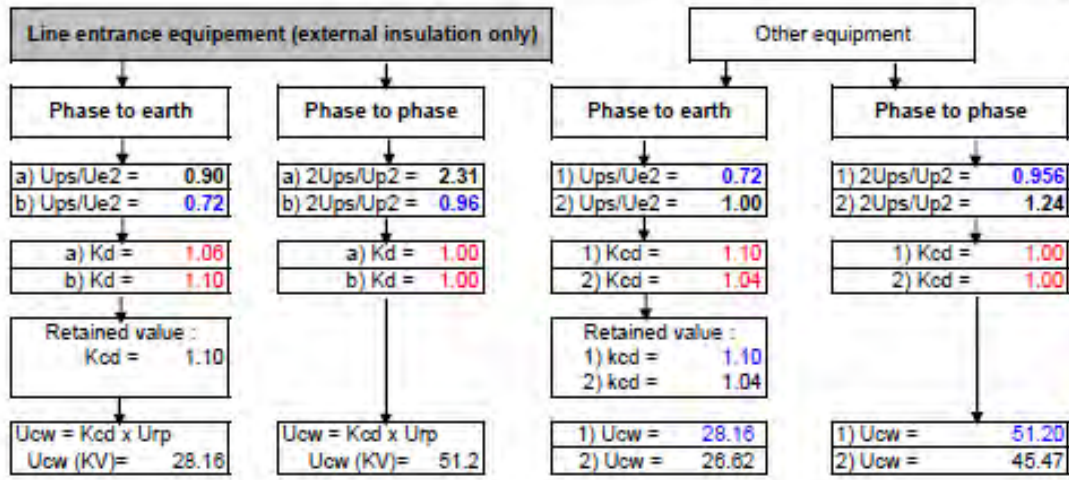 Line entrance equipement (external insulation only)
Other equipment
Phase to earth
Phase to phase
Phase to earth
Phase to phase
a) Ups/Ue2 = 0.90
b) Ups/Ue2 = 0.72
a) 2Ups/Up2 = 2.31
b) 2Ups/Up2 = 0.96
1) Ups/Ue2 = 0.72
2) Ups/Ue2 = 1.00
1) 2Ups/Up2 = 0.956
2) 2Ups/Up2 = 1.24
a) Kd = 1.06
b) Kd = 1.10
a) Kd = 1.00
b) Kd = 1.00
1) Kcd = 1.10
2) Kcd = 1.04
1) Kcd = 1.00
2) Kcd = 1.00
Retained value :
Kcd = 1.10
Retained value :
1) kcd = 1.10
2) kcd = 1.04
Ucw = Kcd x Urp
Ucw (KV)= 28.16
Ucw = Kcd x Urp
Ucw (KV)= 51.2
1) Ucw = 28.16
2) Ucw = 26.62
1) Ucw = 51.20
2) Ucw = 45.47